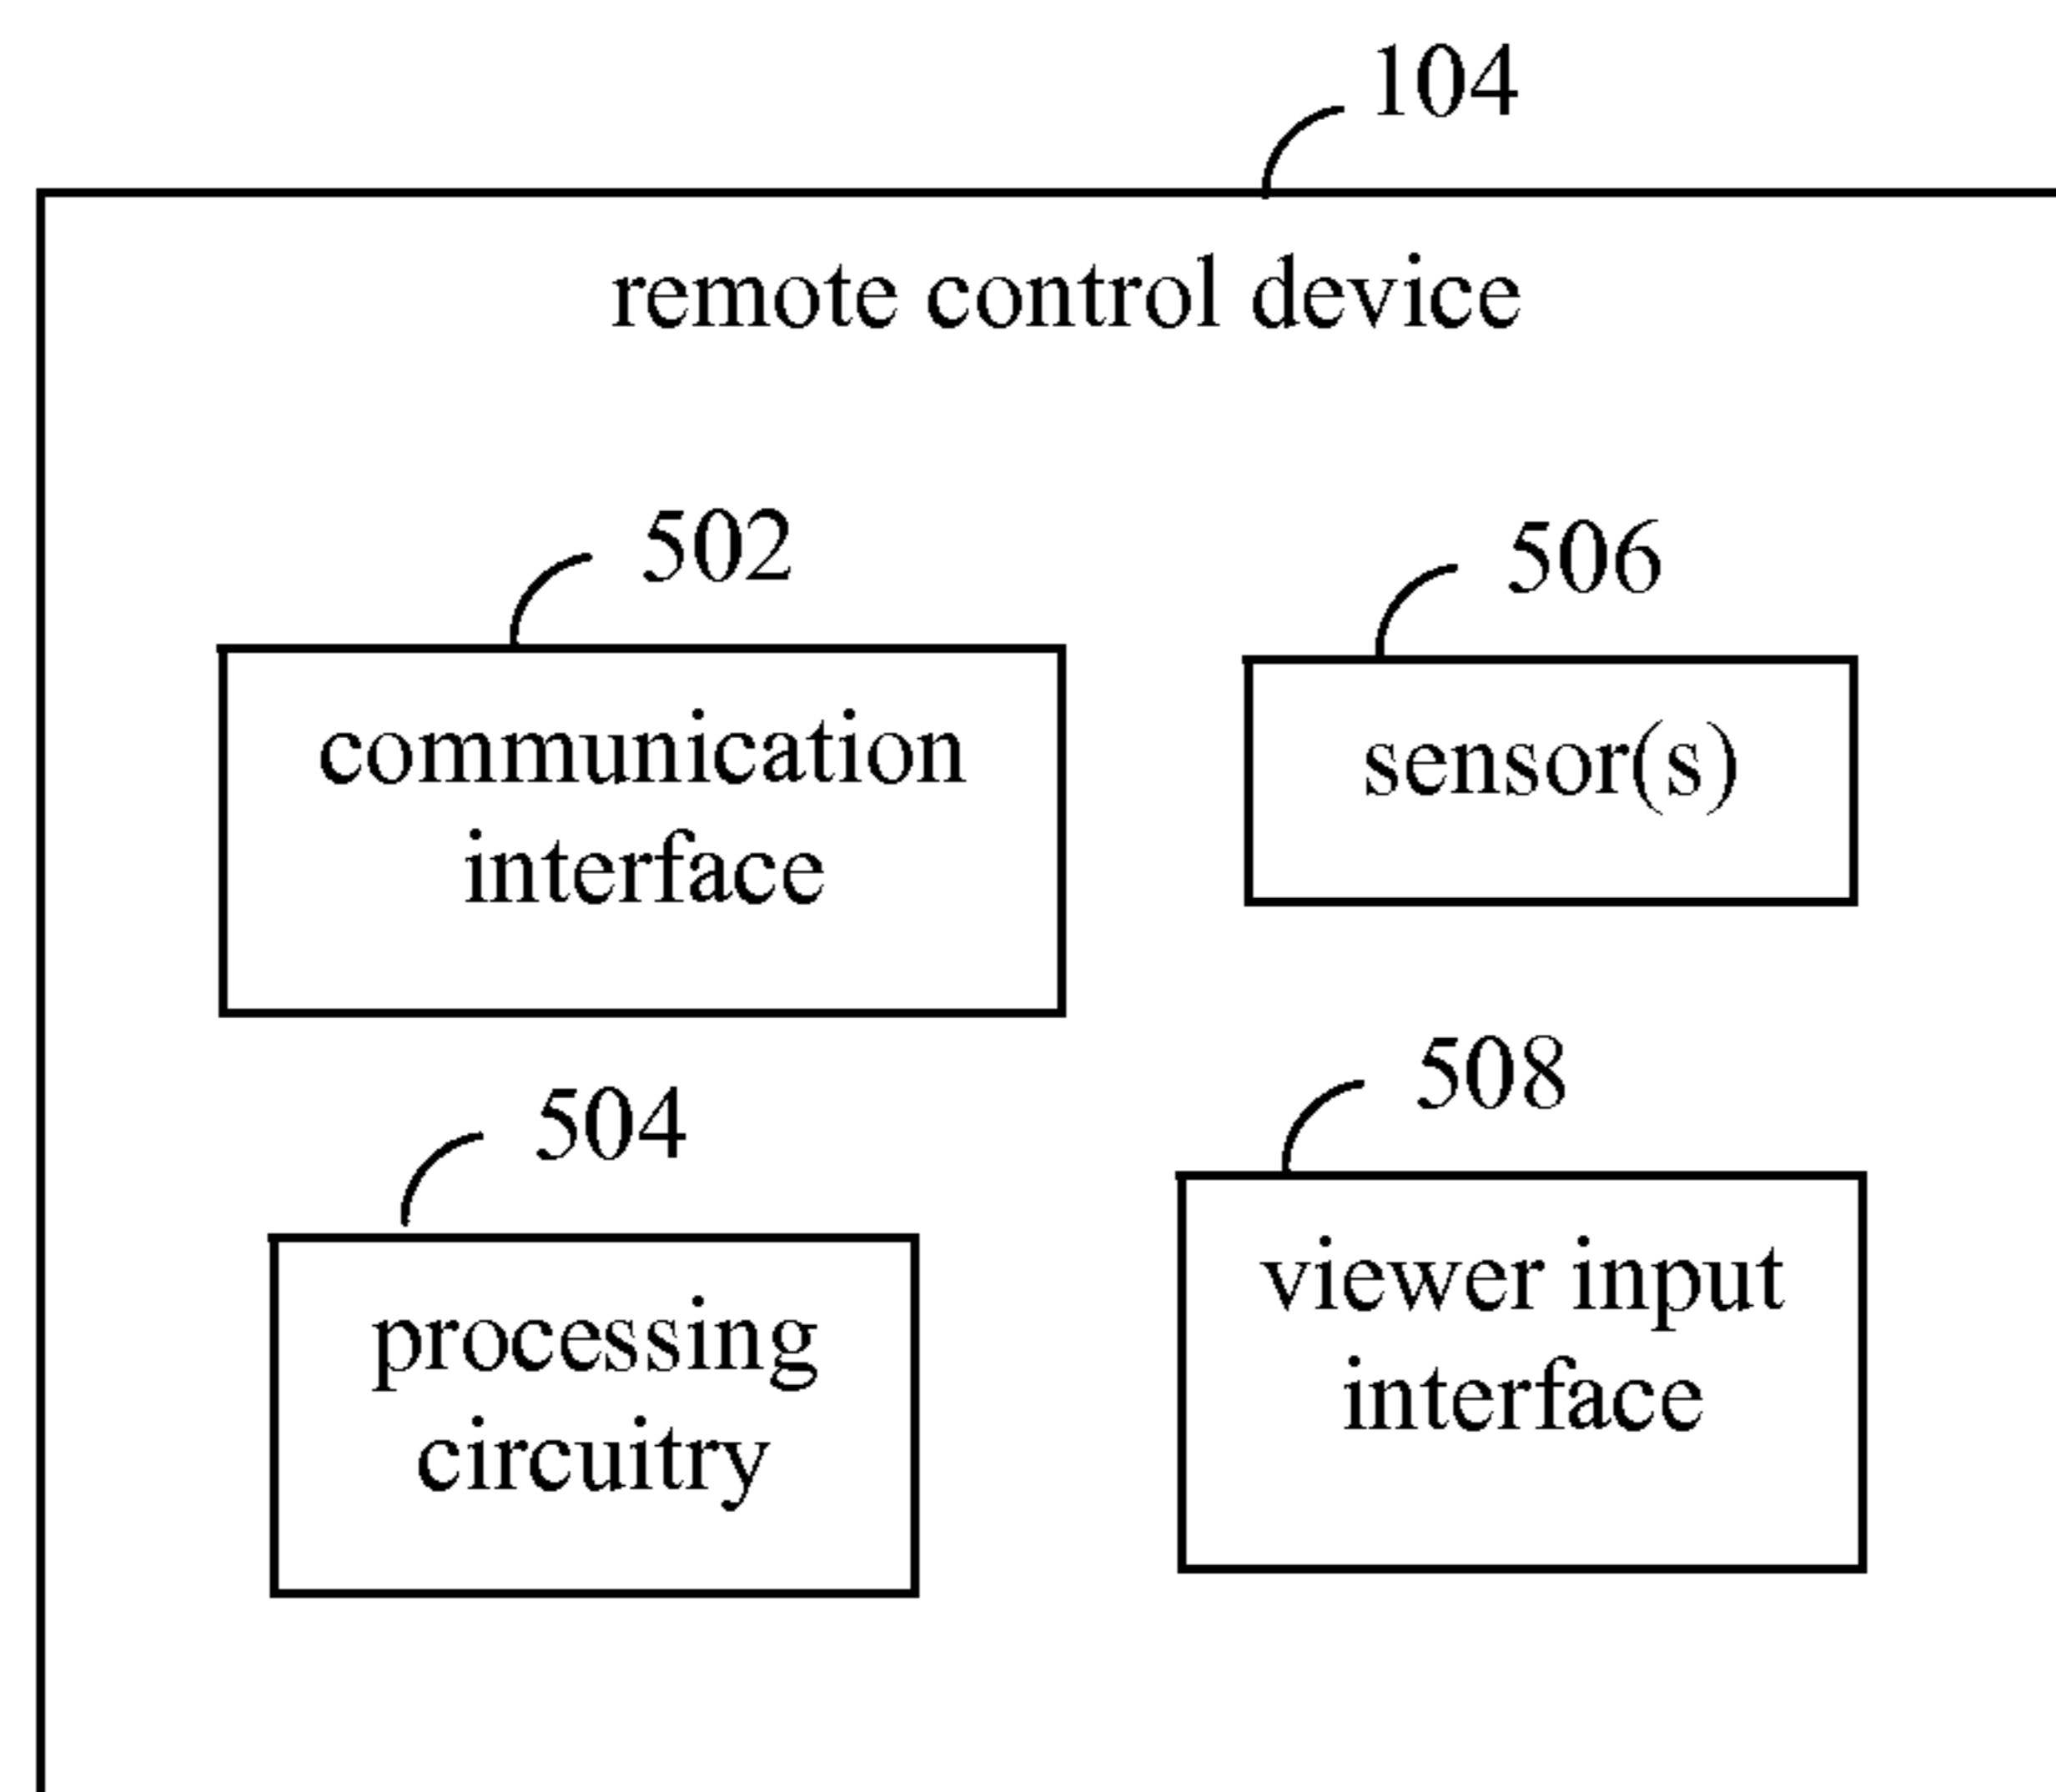 104
remote control device
502
communication
interface
506
sensor(s)
504
processing
circuitry
508
viewer input
interface